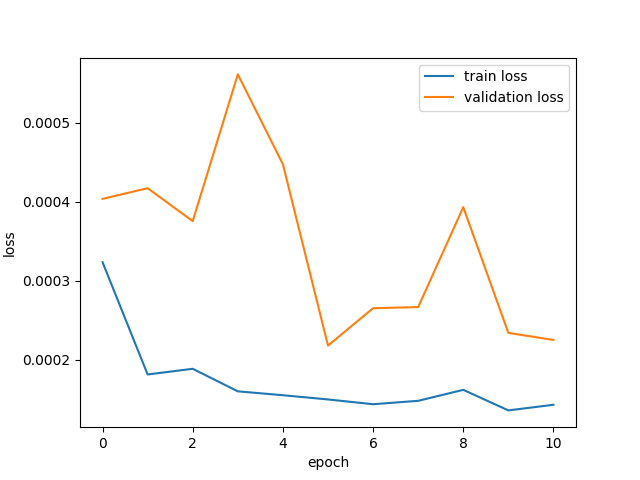 train loss
validation loss
0.0005
0.0004
0.0003
0.0002
loss
0 2 4 6 8 10
epoch